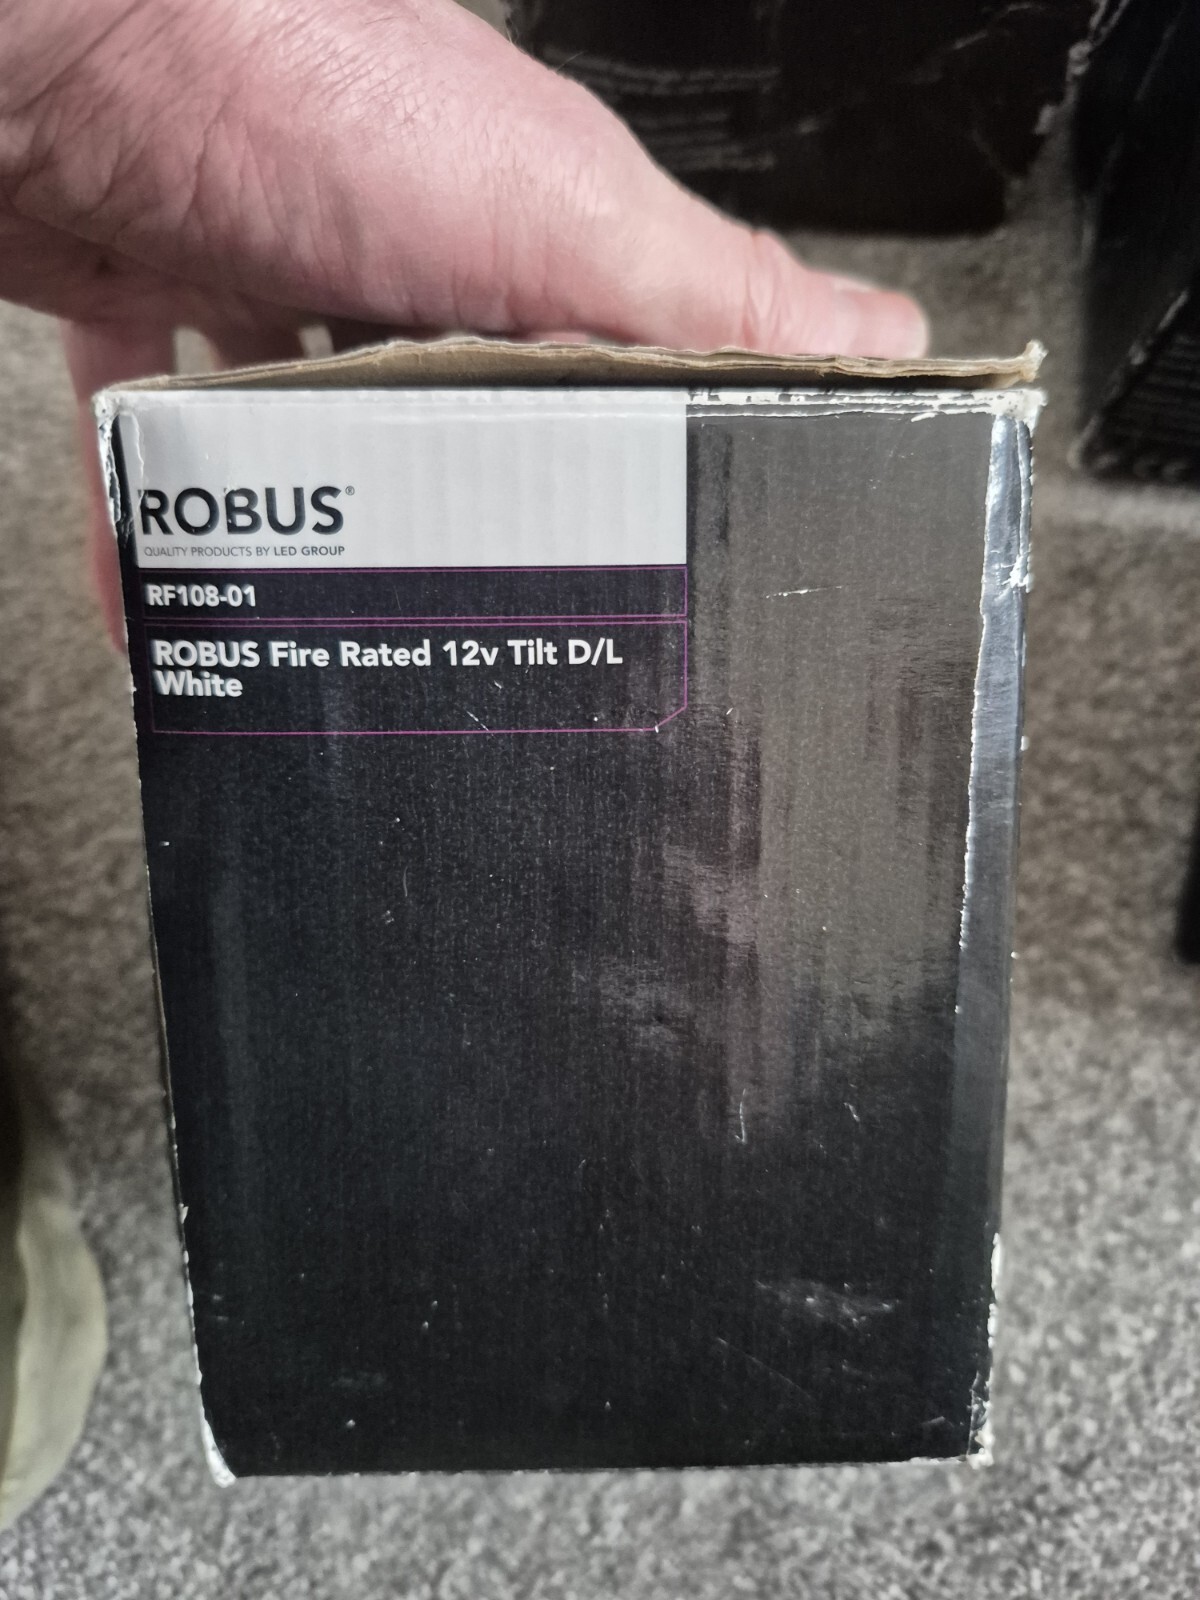 ROBUS®
QUALITY PRODUCTS BY LED GROUP
RF108-01
ROBUS Fire Rated 12v Tilt D/L
White